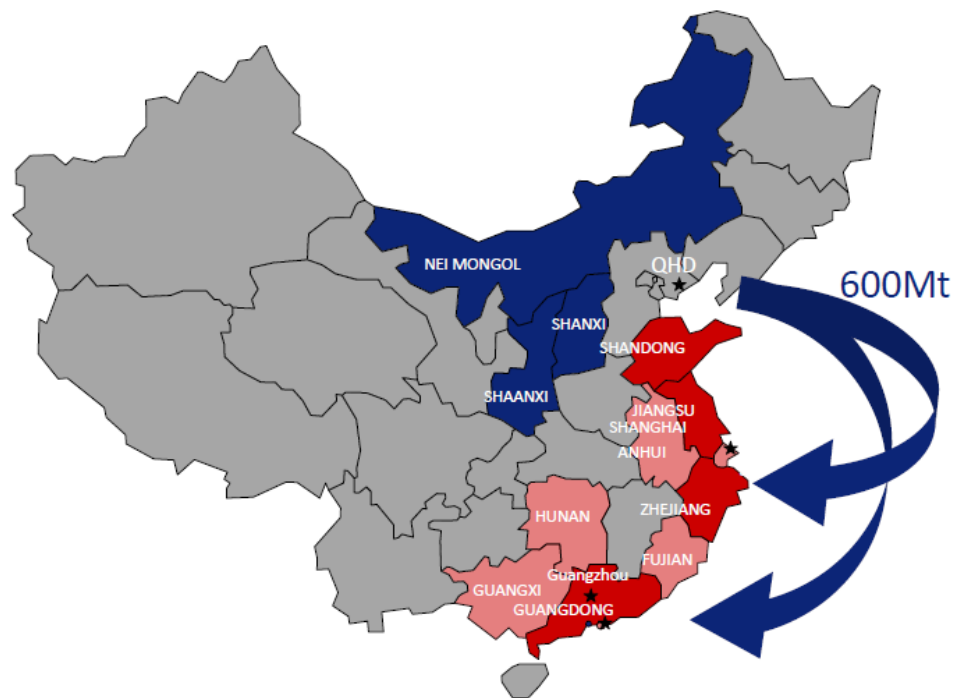 QHD
NEI MONGOL
600Mt
SHANXI
SHANDONG
SHAANXI
JIANGSU
SHANGHAI
ANHUI
ZHEJIANG
HUNAN
FUJIAN
Guangzhou
GUANGXI
GUANGDONG